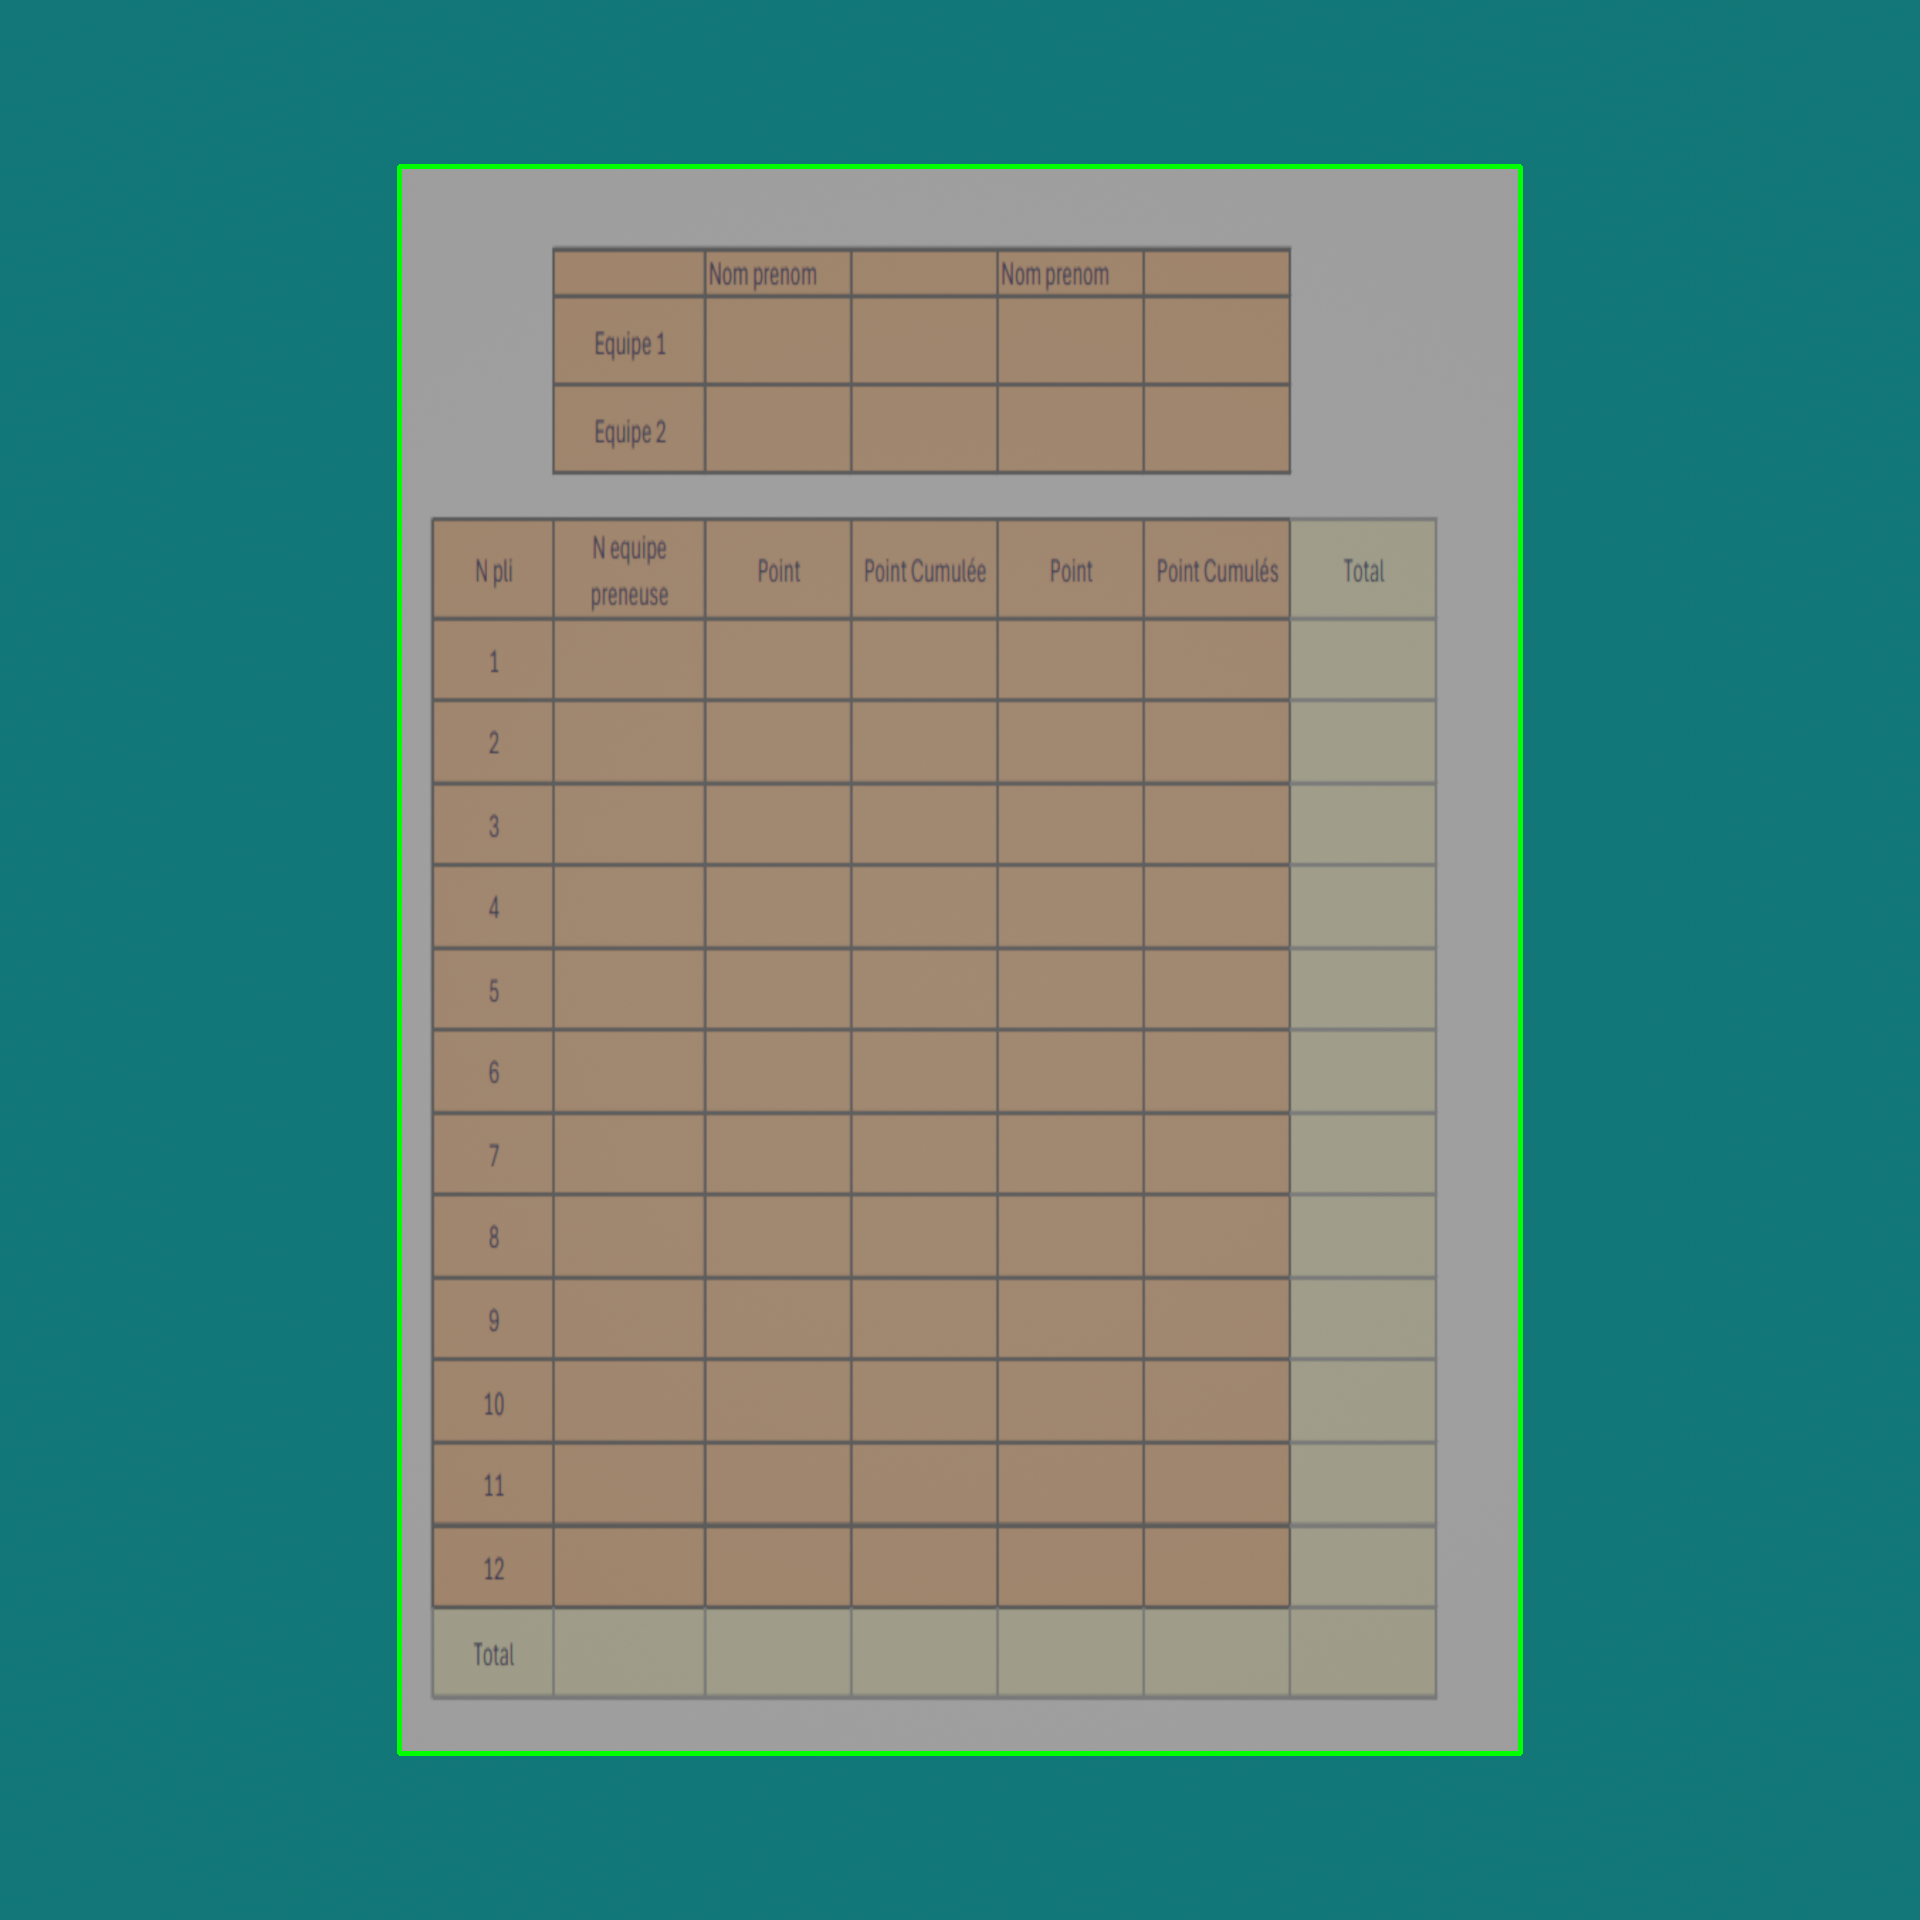 Nom prenom Nom prenom
Equipe 1
Equipe 2
N pli N equipe preneuse Point Point Cumulée Point Point Cumulés Total
1
2
3
4
5
6
7
8
9
10
11
12
Total